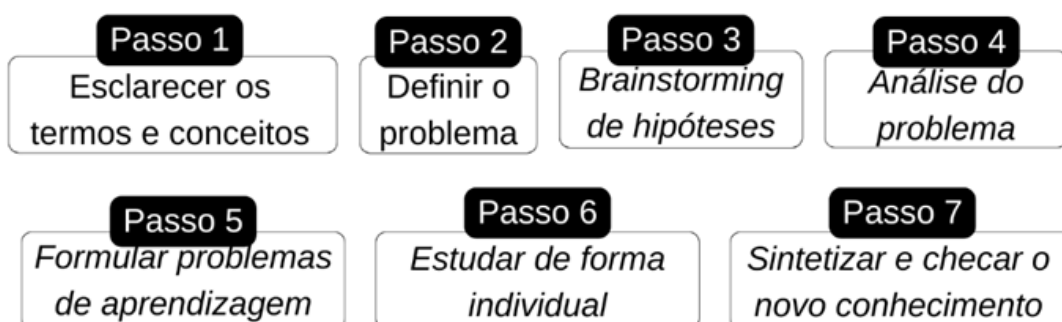 Passo 1
Esclarecer os
termos e conceitos
Passo 2
Definir o
problema
Passo 3
Brainstorming
de hipóteses
Passo 4
Análise do
problema
Passo 5
Formular problemas
de aprendizagem
Passo 6
Estudar de forma
individual
Passo 7
Sintetizar e checar o
novo conhecimento